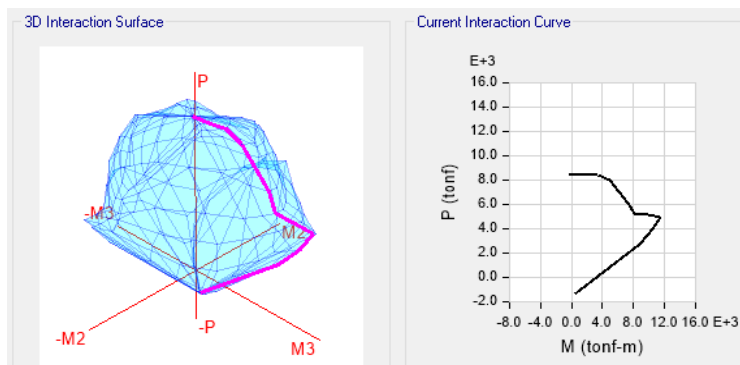 3D Interaction Surface
P
-M3
M2
-P
-M2
M3
Current Interaction Curve
E+3
16.0
14.0
12.0
10.0
8.0
6.0
4.0
2.0
0.0
-2.0
P (tonf)
-8.0 -4.0 0.0 4.0 8.0 12.0 16.0 E+3
M (tonf-m)